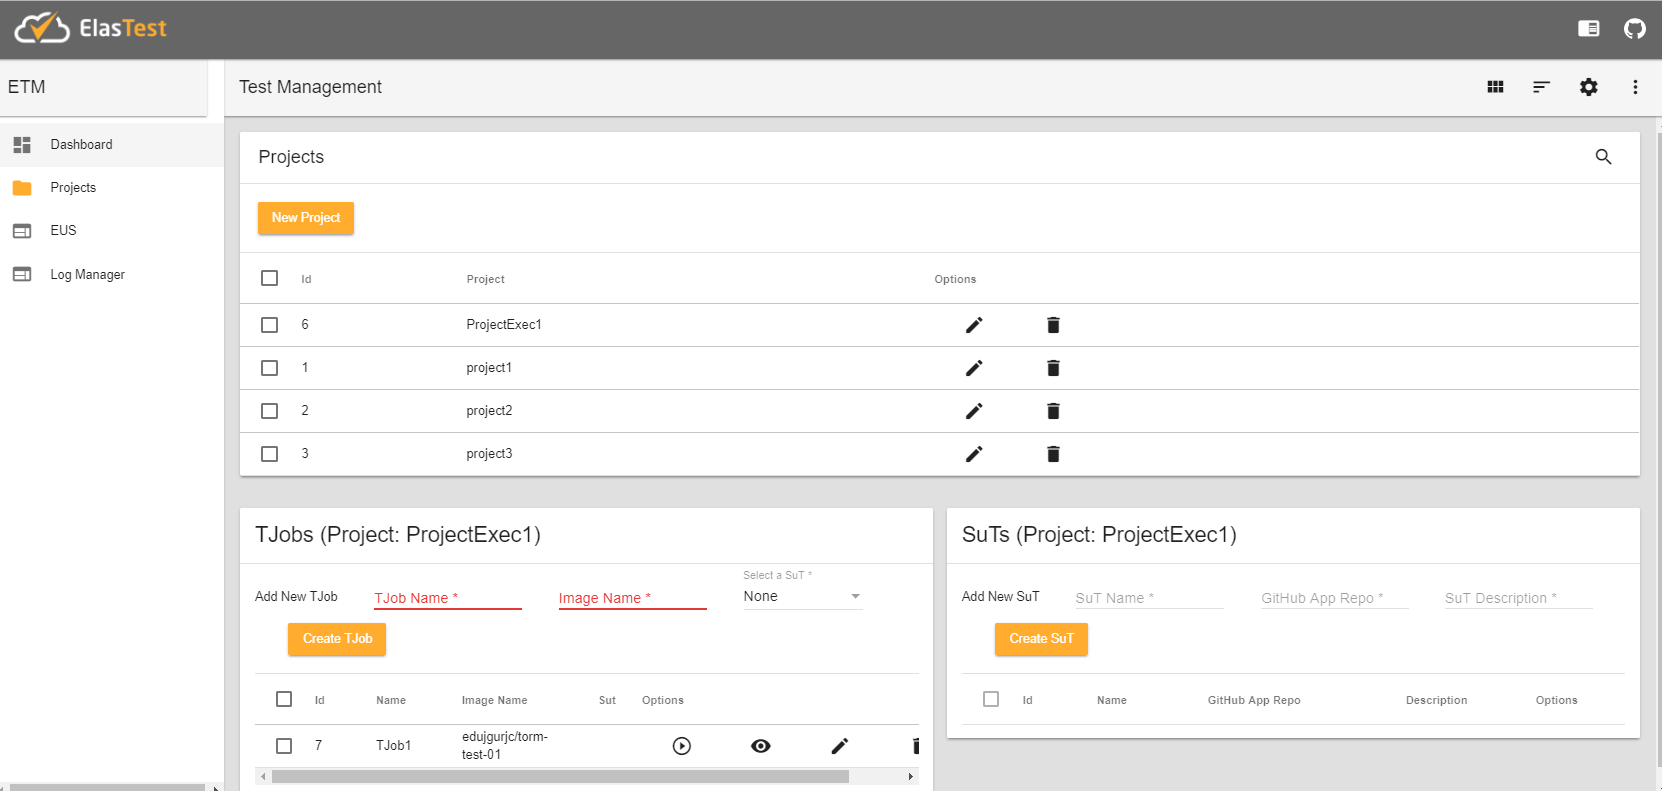 ElasTest
ETM
Test Management
Dashboard
Projects
EUS
Log Manager
Projects
New Project
Id Project Options
6 ProjectExec1
1 project1
2 project2
3 project3
TJobs (Project: ProjectExec1)
Add New TJob TJob Name * Image Name * Select a SuT * None
Create TJob
Id Name Image Name Sut Options
7 TJob1 edujgurjc/torm-
test-01
SuTs (Project: ProjectExec1)
Add New SuT SuT Name * GitHub App Repo * SuT Description *
Create SuT
Id Name GitHub App Repo Description Options